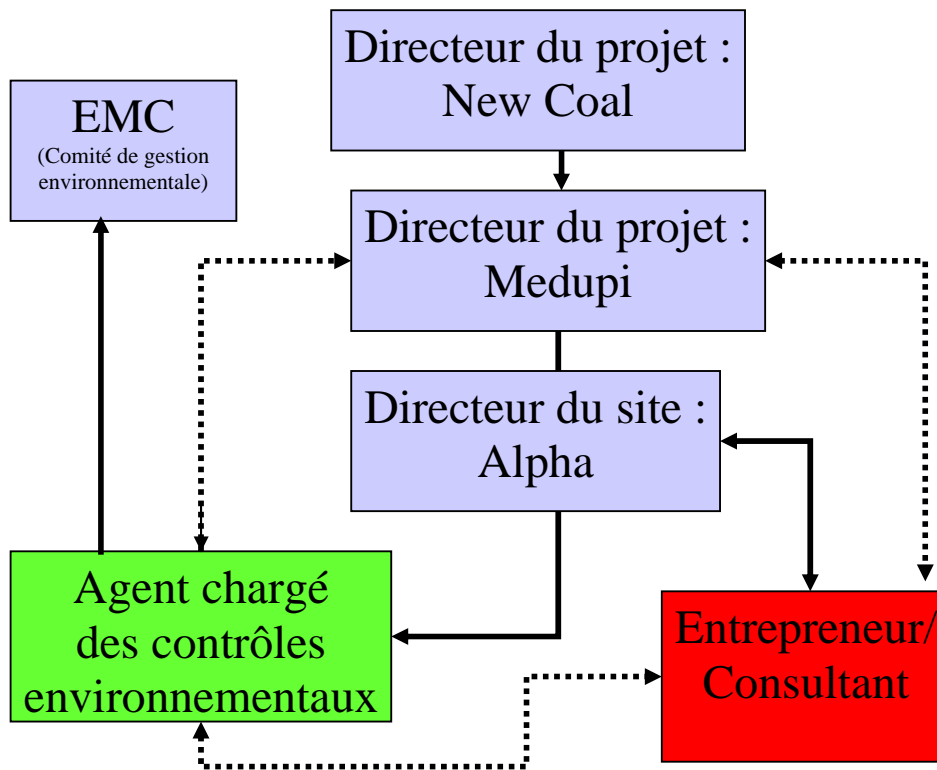 Directeur du projet :
New Coal
EMC
(Comité de gestion
environnementale)
Directeur du projet :
Medupi
Directeur du site :
Alpha
Agent chargé
des contrôles
environnementaux
Entrepreneur/
Consultant